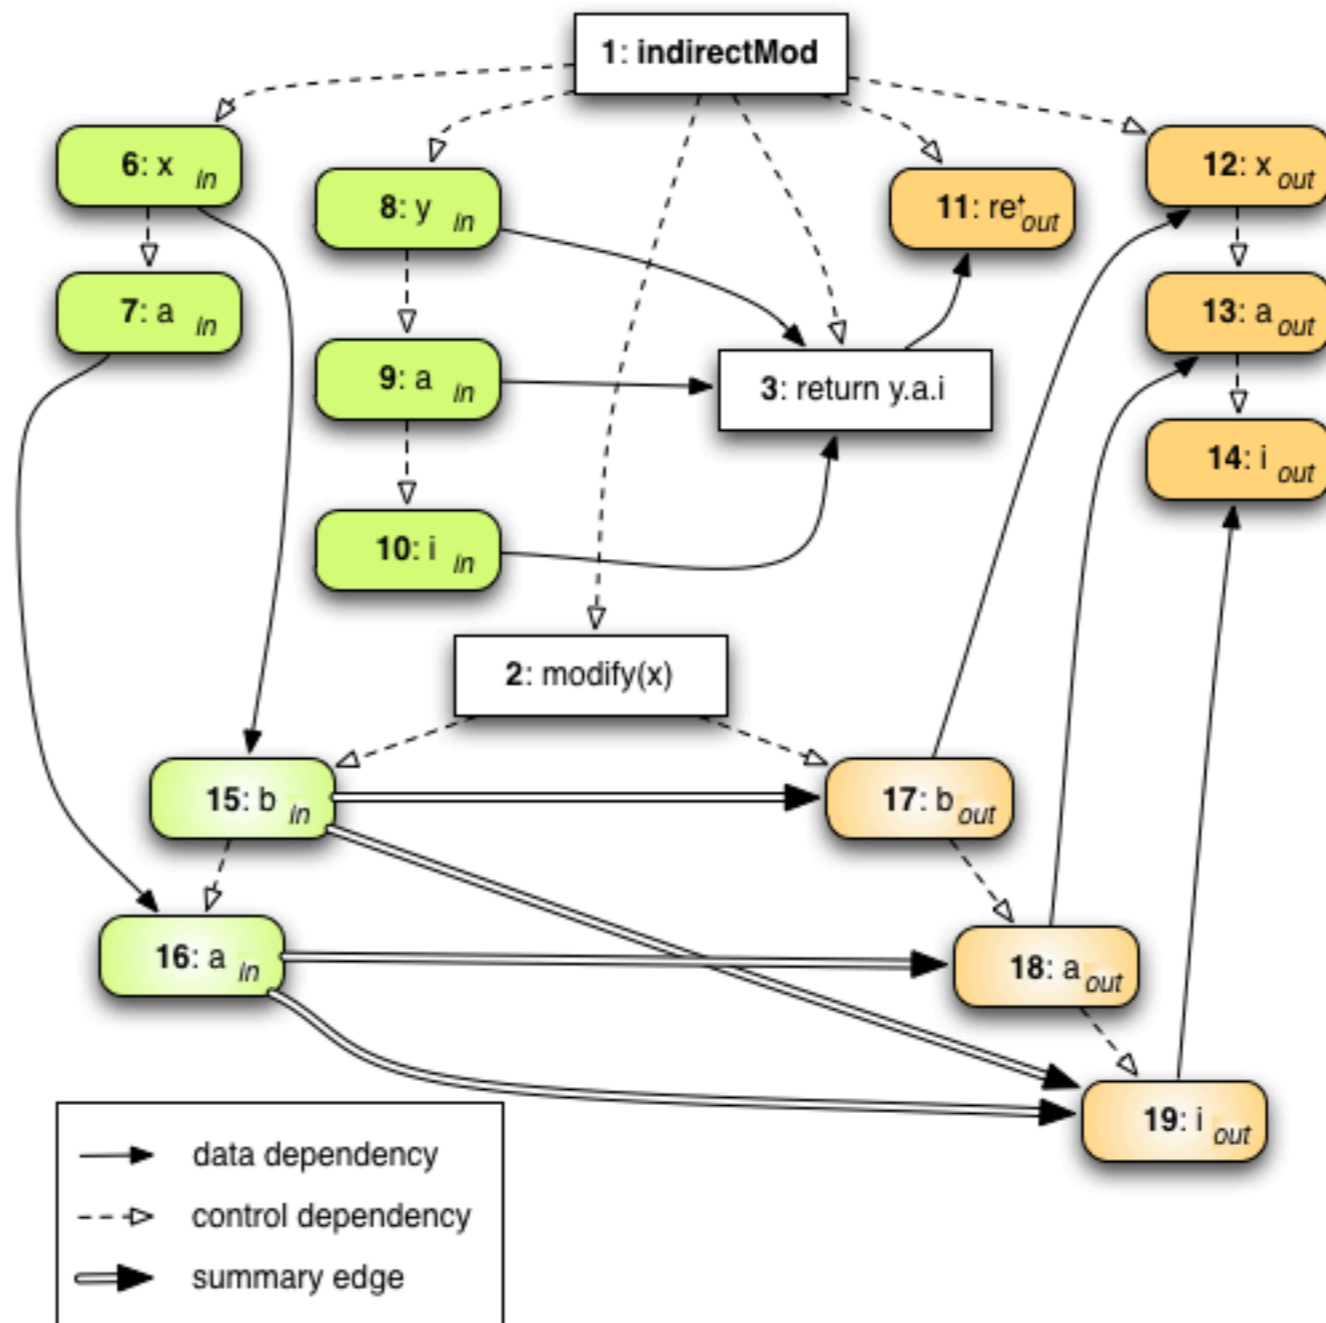 1: indirectMod
6: x in
12: x out
8: y in
11: ret out
7: a in
13: a out
9: a in
3: return y.a.i
14: i out
10: i in
2: modify(x)
15: b in
17: b out
16: a in
18: a out
19: i out
data dependency
control dependency
summary edge